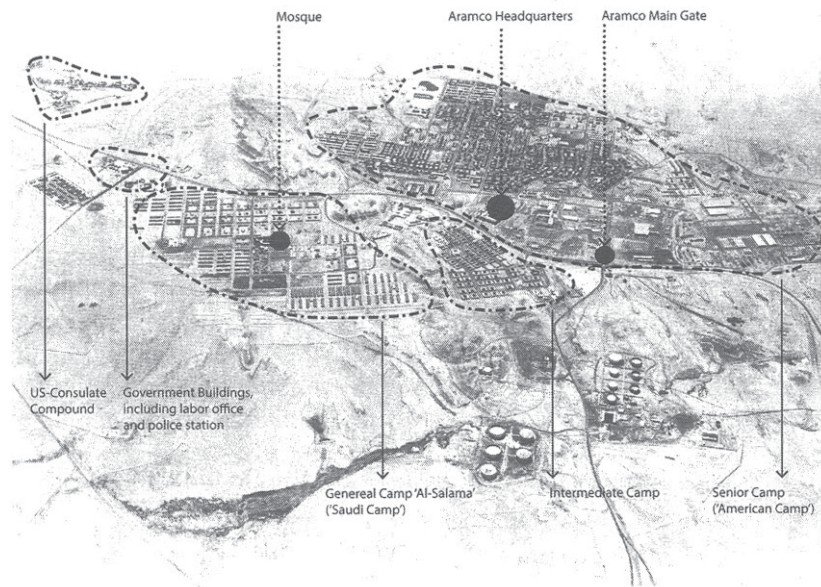 Mosque
Aramco Headquarters
Aramco Main Gate
US-Consulate
Compound
Government Buildings,
including labor office
and police station
Genereal Camp 'Al-Salama'
('Saudi Camp')
Intermediate Camp
Senior Camp
('American Camp')